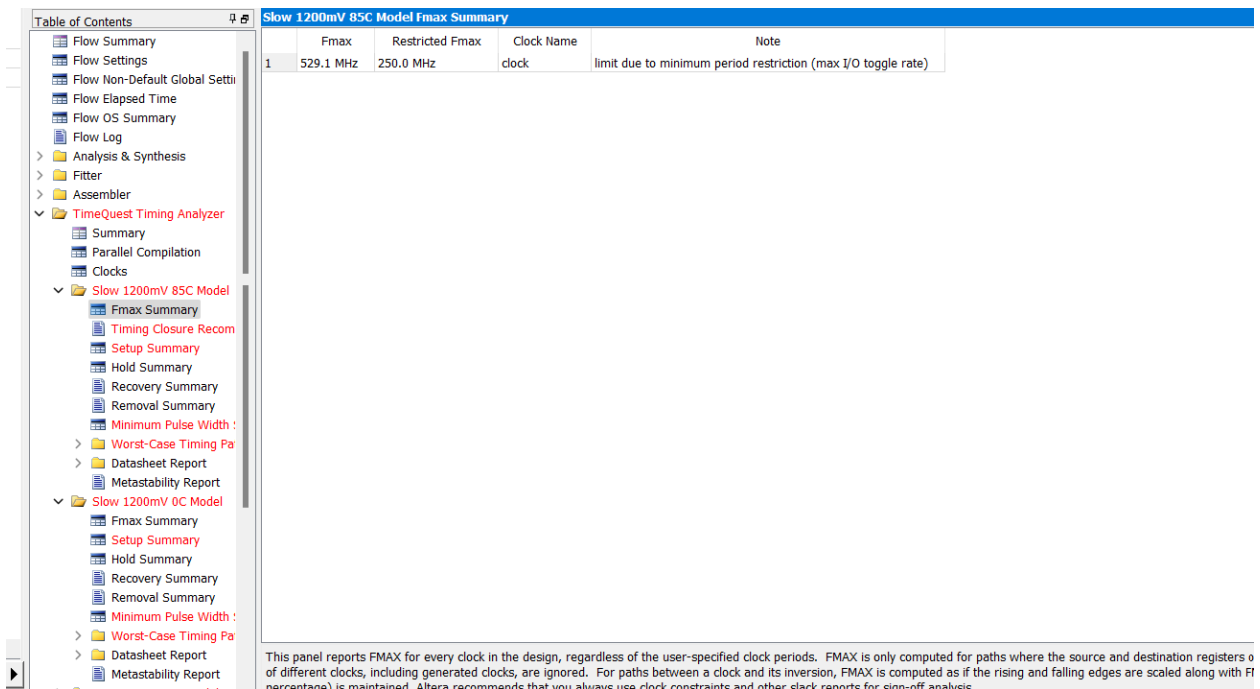 Table of Contents
Flow Summary
Flow Settings
Flow Non-Default Global Setti
Flow Elapsed Time
Flow OS Summary
Flow Log
Analysis & Synthesis
Fitter
Assembler
TimeQuest Timing Analyzer
Summary
Parallel Compilation
Clocks
Slow 1200mV 85C Model
Fmax Summary
Timing Closure Recom
Setup Summary
Hold Summary
Recovery Summary
Removal Summary
Minimum Pulse Width
Worst-Case Timing Pa
Datasheet Report
Metastability Report
Slow 1200mV 0C Model
Fmax Summary
Setup Summary
Hold Summary
Recovery Summary
Removal Summary
Minimum Pulse Width
Worst-Case Timing Pa
Datasheet Report
Metastability Report
Slow 1200mV 85C Model Fmax Summary
Fmax Restricted Fmax Clock Name Note
1 529.1 MHz 250.0 MHz clock limit due to minimum period restriction (max I/O toggle rate)
This panel reports FMAX for every clock in the design, regardless of the user-specified clock periods. FMAX is only computed for paths where the source and destination registers o
of different clocks, including generated clocks, are ignored. For paths between a clock and its inversion, FMAX is computed as if the rising and falling edges are scaled along with F
percentage) is maintained. Altera recommends that you always use clock constraints and other slack reports for sign-off analysis.